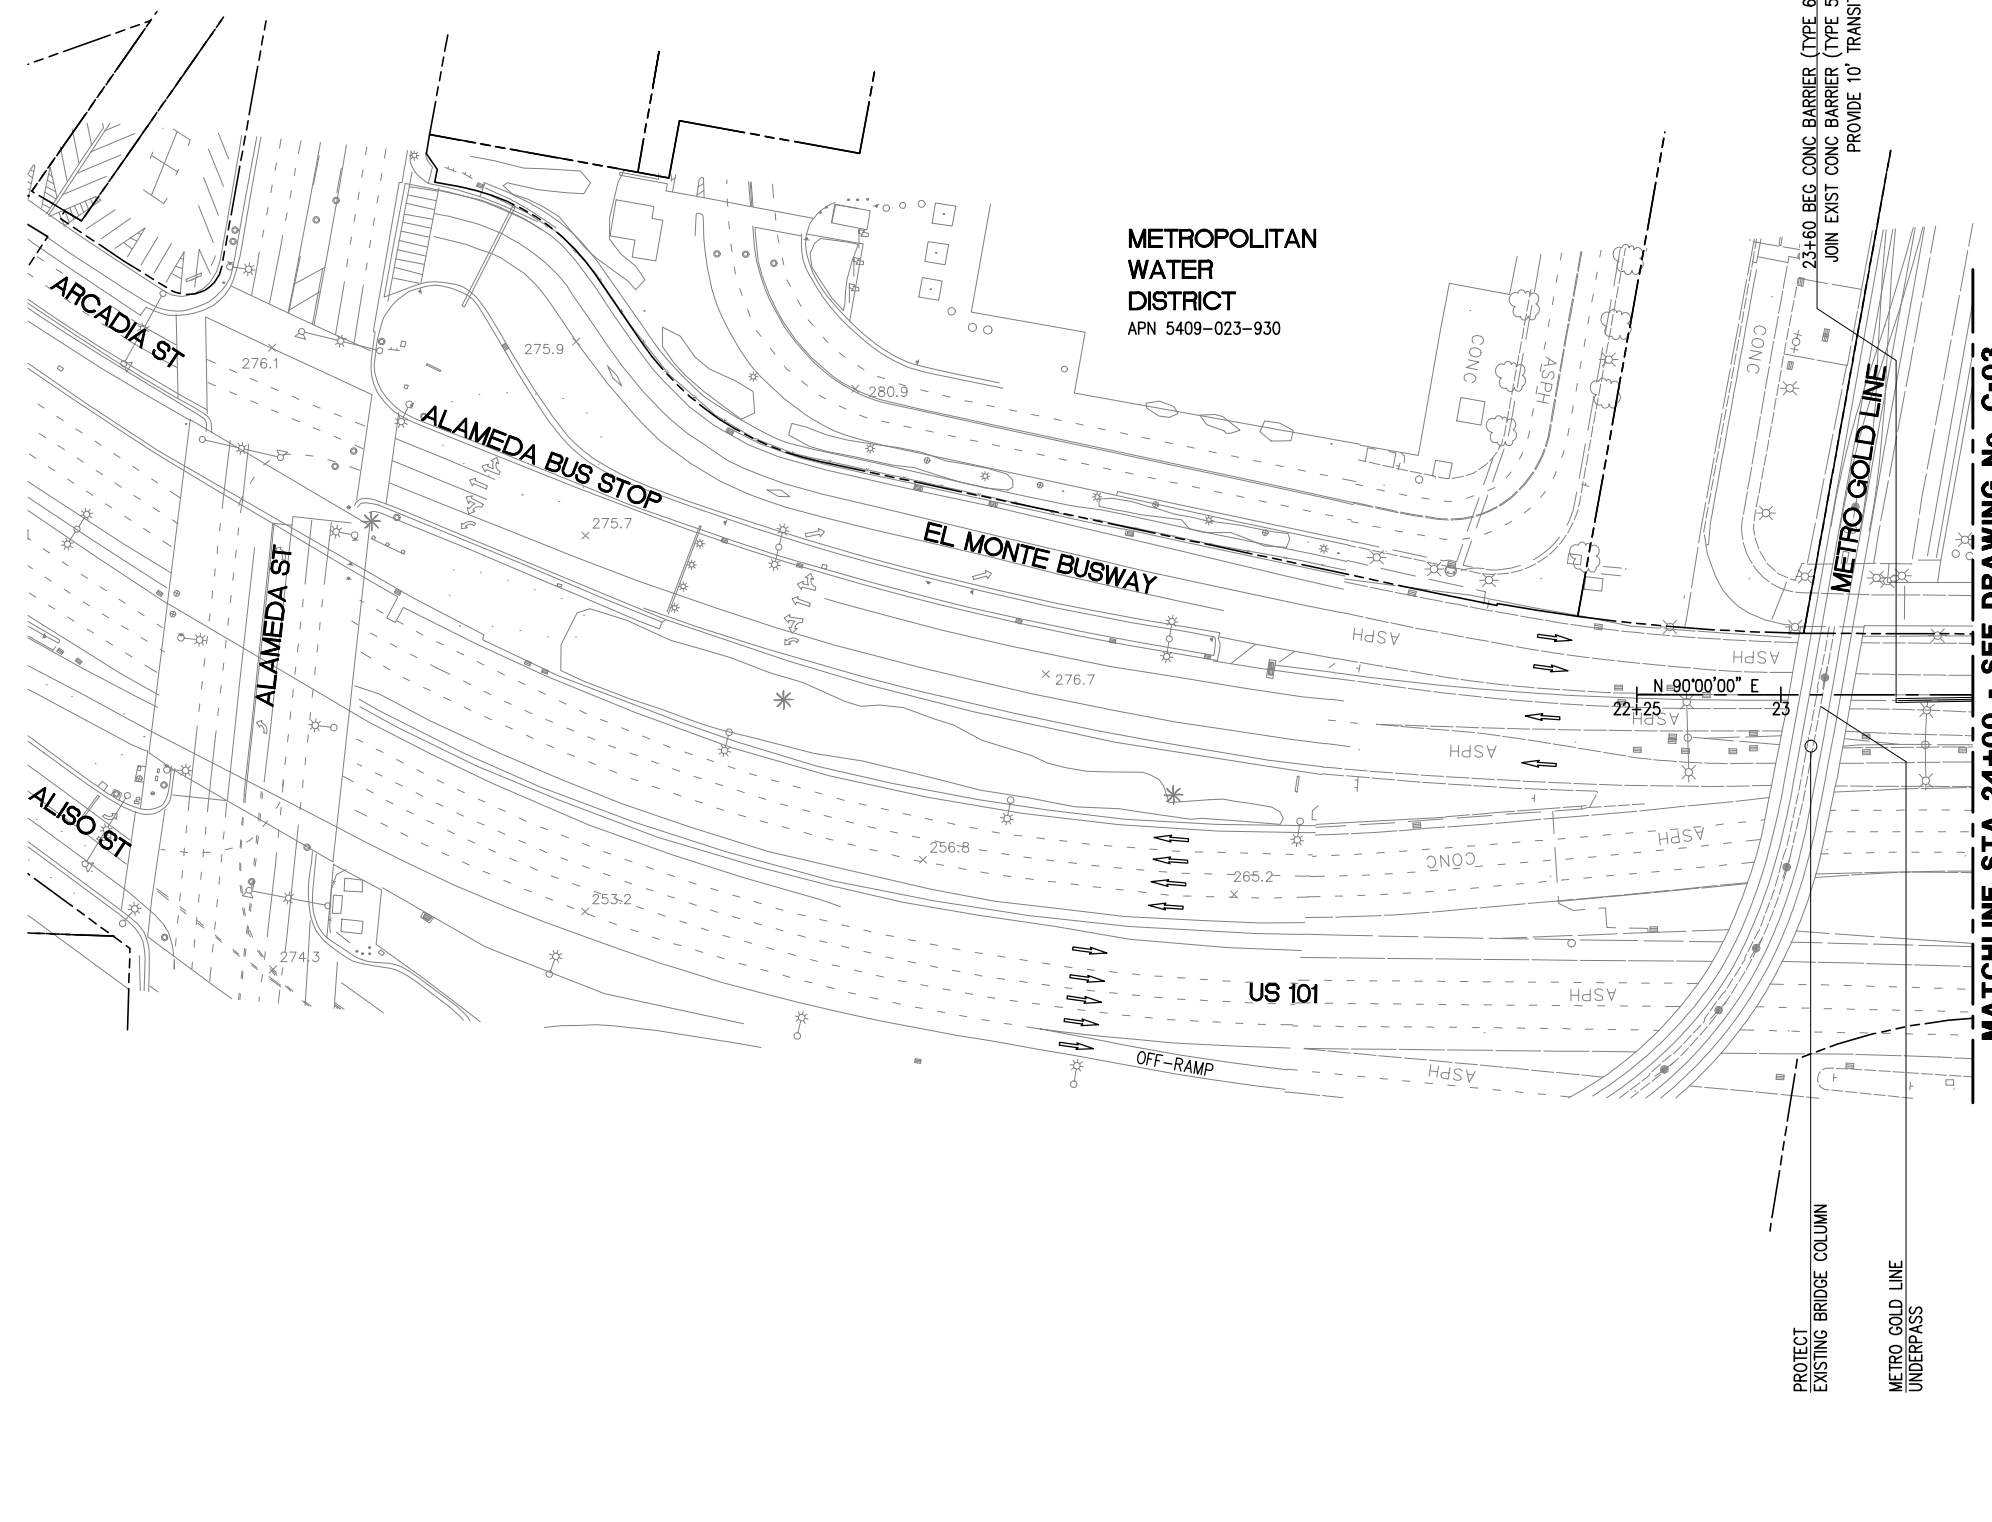 23+60 BEG CONC BARRIER (TYPE 6
JOIN EXIST CONC BARRIER (TYPE 5
PROVIDE 10' TRANSIT
METROPOLITAN
WATER
DISTRICT
APN 5409-023-930
ARCADIA ST
276.1
275.9
280.9
CONC
ASPH
CONC
METRO GOLD LINE
ALAMEDA BUS STOP
275.7
EL MONTE BUSWAY
ALAMEDA ST
ASPH
ASPH
276.7
N 90°00'00" E
22+25
23
ASPH
ASPH
ALISO ST
256.8
CONC
ASPH
265.2
253.2
274.3
US 101
ASPH
OFF-RAMP
ASPH
MATCHLINE STA 24+00 - SEE DRAWING No. C-03
PROTECT
EXISTING BRIDGE COLUMN
METRO GOLD LINE
UNDERPASS